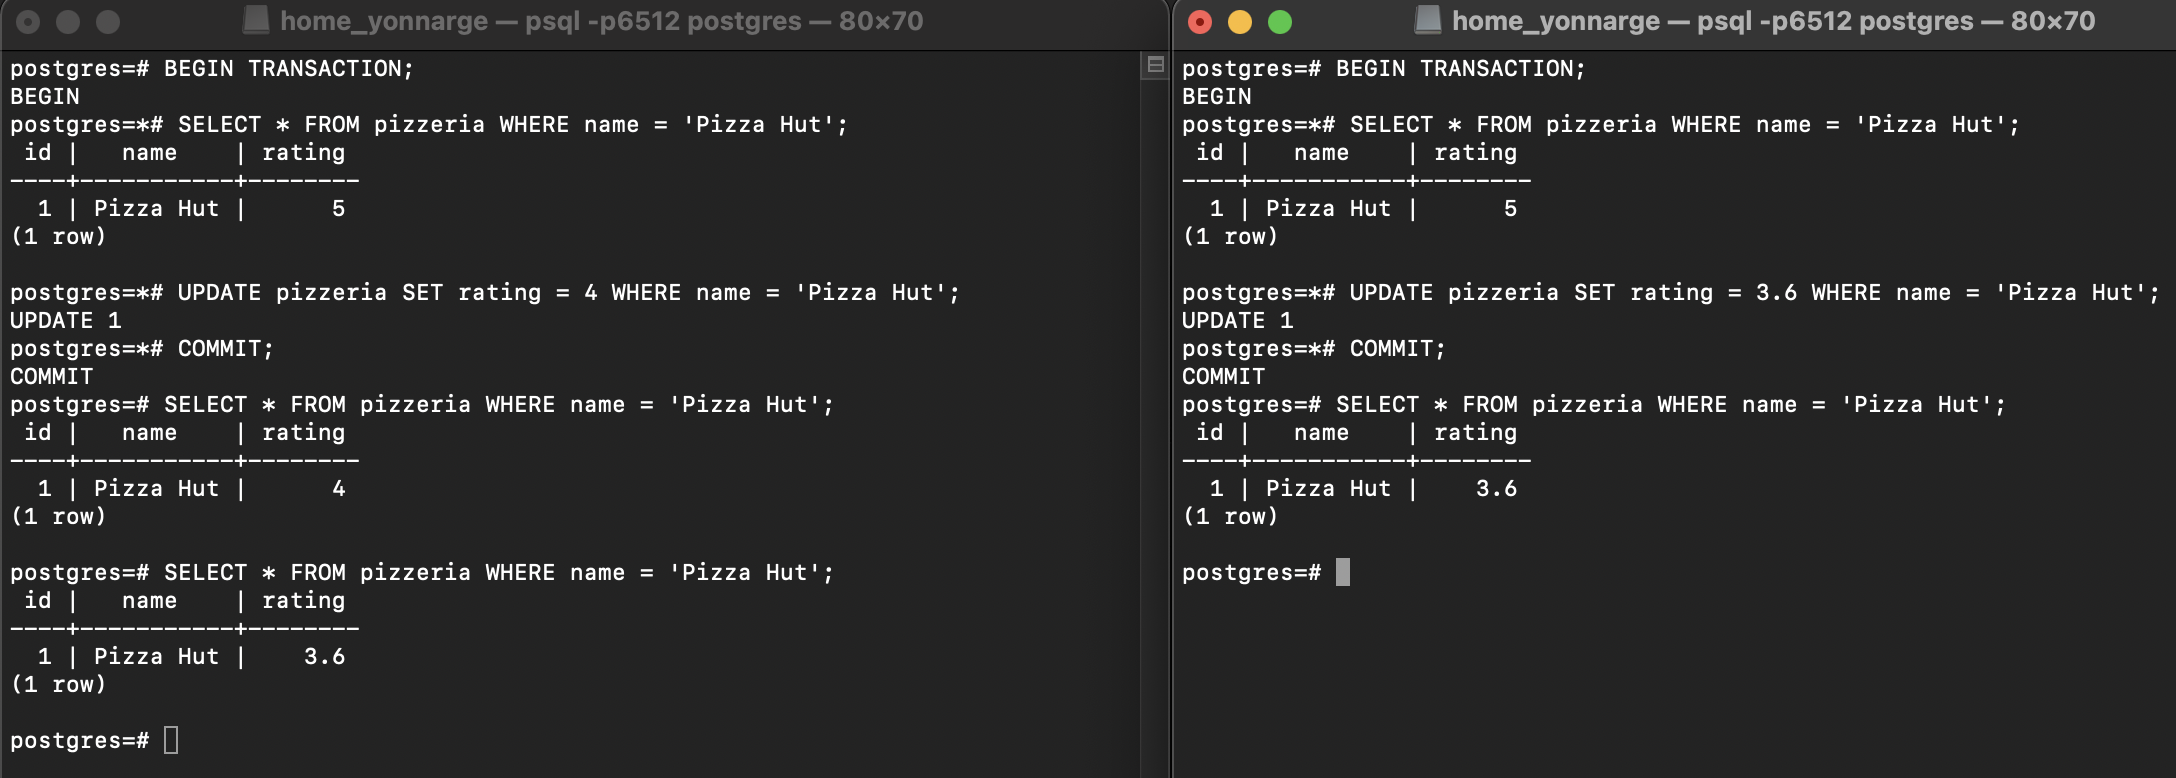 home_yonnarge — psql -p6512 postgres — 80×70
postgres=# BEGIN TRANSACTION;
BEGIN
postgres=*# SELECT * FROM pizzeria WHERE name = 'Pizza Hut';
 id |   name    | rating
----+-----------+--------
  1 | Pizza Hut |      5
(1 row)

postgres=*# UPDATE pizzeria SET rating = 4 WHERE name = 'Pizza Hut';
UPDATE 1
postgres=*# COMMIT;
COMMIT
postgres=# SELECT * FROM pizzeria WHERE name = 'Pizza Hut';
 id |   name    | rating
----+-----------+--------
  1 | Pizza Hut |      4
(1 row)

postgres=# SELECT * FROM pizzeria WHERE name = 'Pizza Hut';
 id |   name    | rating
----+-----------+--------
  1 | Pizza Hut |    3.6
(1 row)

postgres=#
home_yonnarge — psql -p6512 postgres — 80×70
postgres=# BEGIN TRANSACTION;
BEGIN
postgres=*# SELECT * FROM pizzeria WHERE name = 'Pizza Hut';
 id |   name    | rating
----+-----------+--------
  1 | Pizza Hut |      5
(1 row)

postgres=*# UPDATE pizzeria SET rating = 3.6 WHERE name = 'Pizza Hut';
UPDATE 1
postgres=*# COMMIT;
COMMIT
postgres=# SELECT * FROM pizzeria WHERE name = 'Pizza Hut';
 id |   name    | rating
----+-----------+--------
  1 | Pizza Hut |    3.6
(1 row)

postgres=#